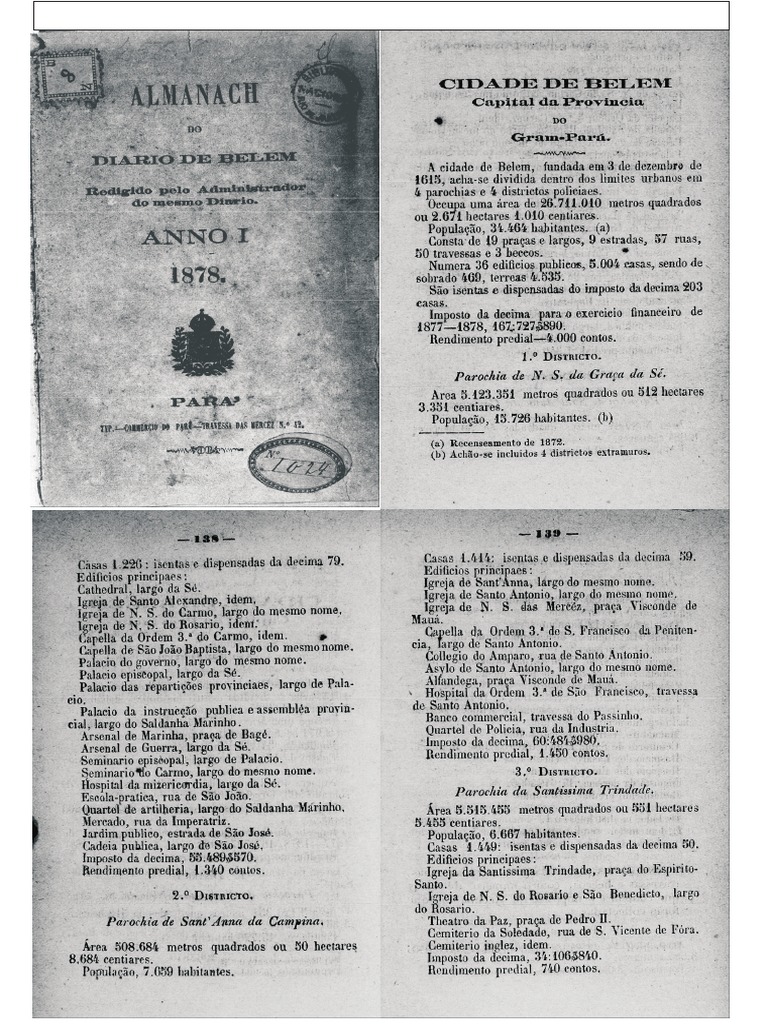 ALMANACH
DO
DIARIO DE BELEM
Redigido pelo Administrador
do mesmo Diario.
ANNO I
1878.
PARA'
TYP.—COMMERCIO DO PARÁ—TRAVESSA DAS MERCEZ N.º 12.
1878
Nº 1024
CIDADE DE BELEM
Capital da Provincia
DO
Gram-Pará.
A cidade de Belem, fundada em 3 de dezembro de
1615, acha-se dividida dentro dos limites urbanos em
4 parochias e 4 districtos policiaes.
Occupa uma área de 26.711.010 metros quadrados
ou 2.671 hectares 1.010 centiares.
População, 34.464 habitantes. (a)
Consta de 19 praças e largos, 9 estradas, 57 ruas,
50 travessas e 3 beccos.
Numera 36 edificios publicos, 5.004 casas, sendo de
sobrado 469, terreas 4.535.
São isentas e dispensadas do imposto da decima 203
casas.
Imposto da decima para o exercicio financeiro de
1877—1878, 167:727$890.
Rendimento predial—4.000 contos.
1.º DISTRICTO.
Parochia de N. S. da Graça da Sé.
Area 5.123.351 metros quadrados ou 512 hectares
3.351 centiares.
População, 15.726 habitantes. (b)
(a) Recenseamento de 1872.
(b) Achão-se incluidos 4 districtos extramuros.
— 138 —
Casas 1.226: isentas e dispensadas da decima 79.
Edificios principaes:
Cathedral, largo da Sé.
Igreja de Santo Alexandre, idem.
Igreja de N. S. do Carmo, largo do mesmo nome.
Igreja de N. S. do Rosario, idem.
Capella da Ordem 3.ª do Carmo, idem.
Capella de São João Baptista, largo do mesmo nome.
Palacio do governo, largo do mesmo nome.
Palacio episcopal, largo da Sé.
Palacio das repartições provinciaes, largo de Pala-
cio.
Palacio da instrucção publica e assembléa provin-
cial, largo do Saldanha Marinho.
Arsenal de Marinha, praça de Bagé.
Arsenal de Guerra, largo da Sé.
Seminario episcopal, largo de Palacio.
Seminario do Carmo, largo do mesmo nome.
Hospital da mizericordia, largo da Sé.
Escola-pratica, rua de São João.
Quartel de artilheria, largo do Saldanha Marinho.
Mercado, rua da Imperatriz.
Jardim publico, estrada de São José.
Cadeia publica, largo de São José.
Imposto da decima, 55.489$570.
Rendimento predial, 1.340 contos.
2.º DISTRICTO.
Parochia de Sant'Anna da Campina.
Área 508.684 metros quadrados ou 50 hectares
8.684 centiares.
População, 7.059 habitantes.
— 139 —
Casas 1.414: isentas e dispensadas da decima 59.
Edificios principaes:
Igreja de Sant'Anna, largo do mesmo nome.
Igreja de Santo Antonio, largo do mesmo nome.
Igreja de N. S. das Mercêz, praça Visconde de
Mauá.
Capella da Ordem 3.ª de S. Francisco da Peniten-
cia, largo de Santo Antonio.
Collegio do Amparo, rua de Santo Antonio.
Asylo de Santo Antonio, largo do mesmo nome.
Alfandega, praça Visconde de Mauá.
Hospital da Ordem 3.ª de São Francisco, travessa
de Santo Antonio.
Banco commercial, travessa do Passinho.
Quartel de Policia, rua da Industria.
Imposto da decima, 60:484$980.
Rendimento predial, 1.450 contos.
3.º DISTRICTO.
Parochia da Santissima Trindade.
Área 5.515.455 metros quadrados ou 551 hectares
5.455 centiares.
População, 6.667 habitantes.
Casas 1.449: isentas e dispensadas da decima 50.
Edificios principaes:
Igreja da Santissima Trindade, praça do Espirito-
Santo.
Igreja de N. S. do Rosario e São Benedicto, largo
do Rosario.
Theatro da Paz, praça de Pedro II.
Cemiterio da Soledade, rua de S. Vicente de Fóra.
Cemiterio inglez, idem.
Imposto da decima, 34:106$840.
Rendimento predial, 740 contos.